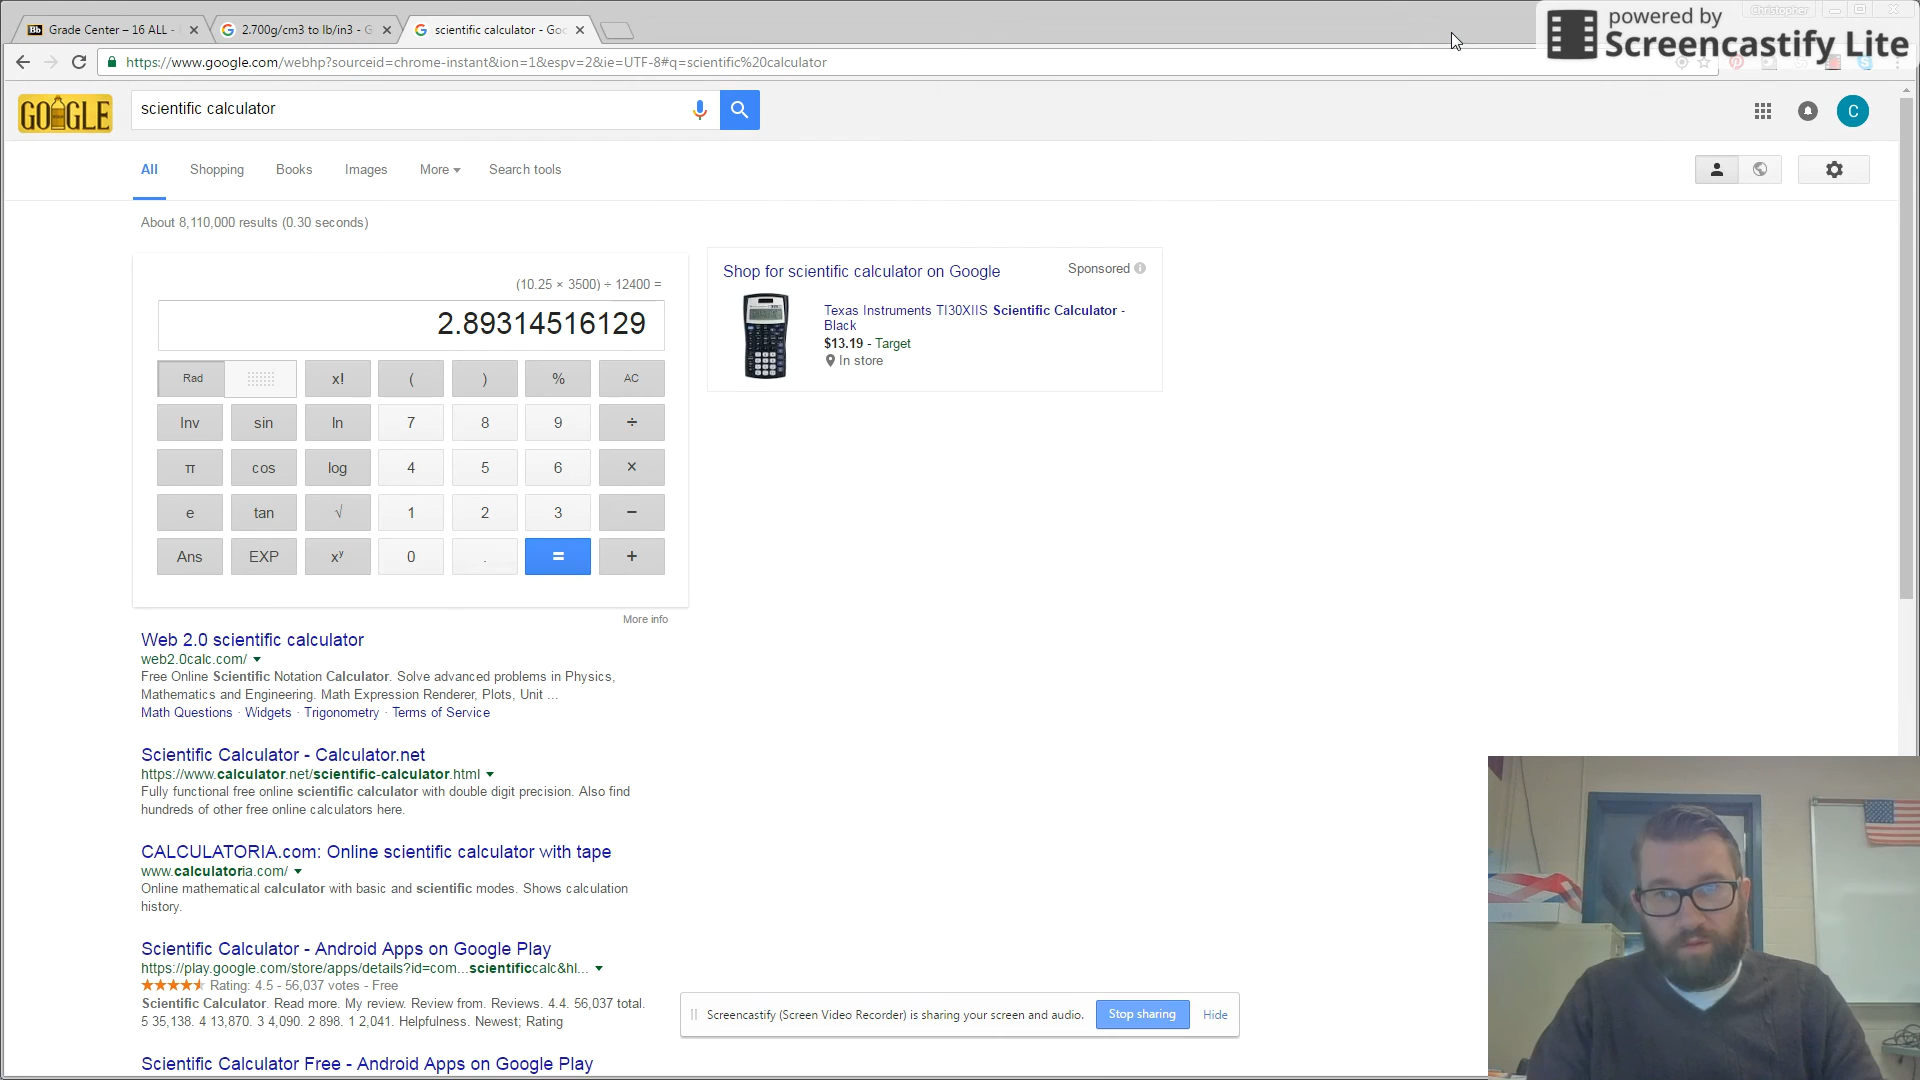 Grade Center – 16 ALL -
2.700g/cm3 to lb/in3 - G
scientific calculator - Goo
Christopher
powered by
Screencastify Lite
https://www.google.com/webhp?sourceid=chrome-instant&ion=1&espv=2&ie=UTF-8#q=scientific%20calculator
GOOGLE
scientific calculator
C
All
Shopping
Books
Images
More
Search tools
About 8,110,000 results (0.30 seconds)
(10.25 × 3500) ÷ 12400 =
2.89314516129
Rad
x!
(
)
%
AC
Inv
sin
ln
7
8
9
÷
π
cos
log
4
5
6
×
e
tan
√
1
2
3
−
Ans
EXP
xʸ
0
.
=
+
More info
Shop for scientific calculator on Google
Sponsored
Texas Instruments TI30XIIS Scientific Calculator -
Black
$13.19 - Target
In store
Web 2.0 scientific calculator
web2.0calc.com/
Free Online Scientific Notation Calculator. Solve advanced problems in Physics,
Mathematics and Engineering. Math Expression Renderer, Plots, Unit ...
Math Questions · Widgets · Trigonometry · Terms of Service
Scientific Calculator - Calculator.net
https://www.calculator.net/scientific-calculator.html
Fully functional free online scientific calculator with double digit precision. Also find
hundreds of other free online calculators here.
CALCULATORIA.com: Online scientific calculator with tape
www.calculatoria.com/
Online mathematical calculator with basic and scientific modes. Shows calculation
history.
Scientific Calculator - Android Apps on Google Play
https://play.google.com/store/apps/details?id=com...scientificcalc&hl...
Rating: 4.5 - 56,037 votes - Free
Scientific Calculator. Read more. My review. Review from. Reviews. 4.4. 56,037 total.
5 35,138. 4 13,870. 3 4,090. 2 898. 1 2,041. Helpfulness. Newest; Rating
Scientific Calculator Free - Android Apps on Google Play
Screencastify (Screen Video Recorder) is sharing your screen and audio.
Stop sharing
Hide